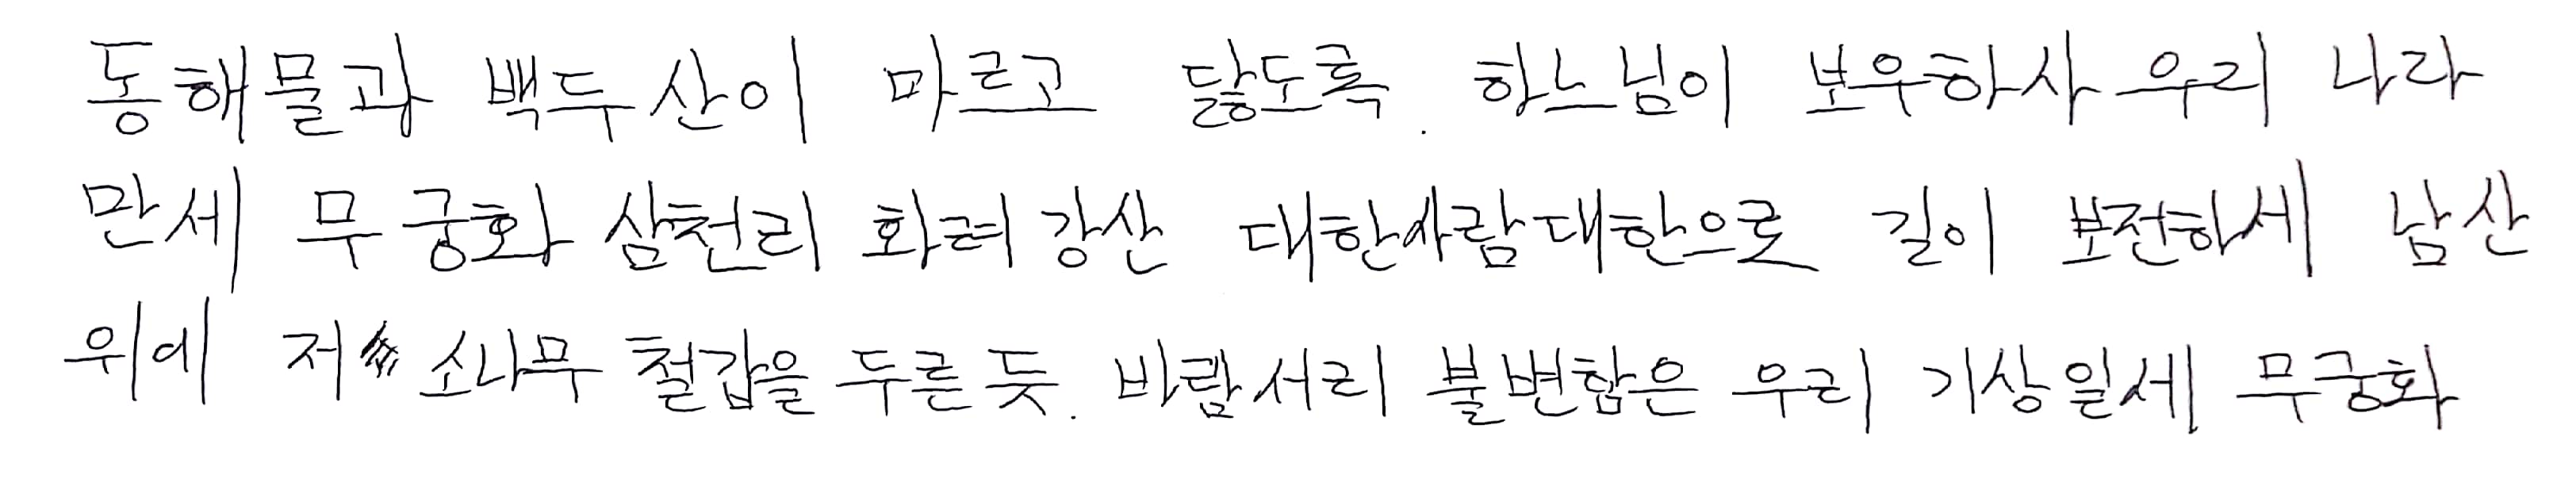 동해물과 백두산이 마르고 닳도록. 하느님이 보우하사 우리 나라
만세 무궁화 삼천리 화려 강산 대한사람 대한으로 길이 보전하세 남산
위에 저 소나무 철갑을 두른 듯. 바람서리 불변함은 우리 기상일세 무궁화